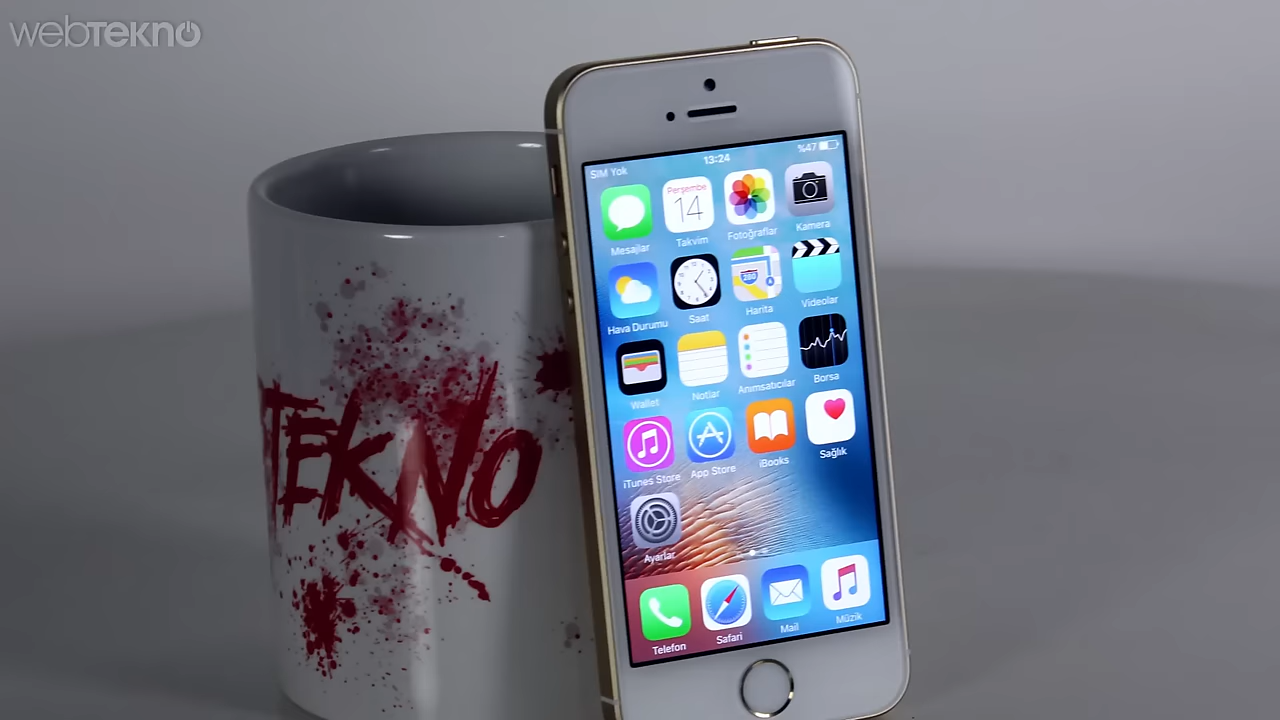 webTEKNO
SIM Yok 13:24 %47
Perşembe
14
Mesajlar Takvim Fotoğraflar Kamera
280
Hava Durumu Saat Harita Videolar
Wallet Notlar Anımsatıcılar Borsa
iTunes Store App Store iBooks Sağlık
Ayarlar
Telefon Safari Mail Müzik
TEKNO